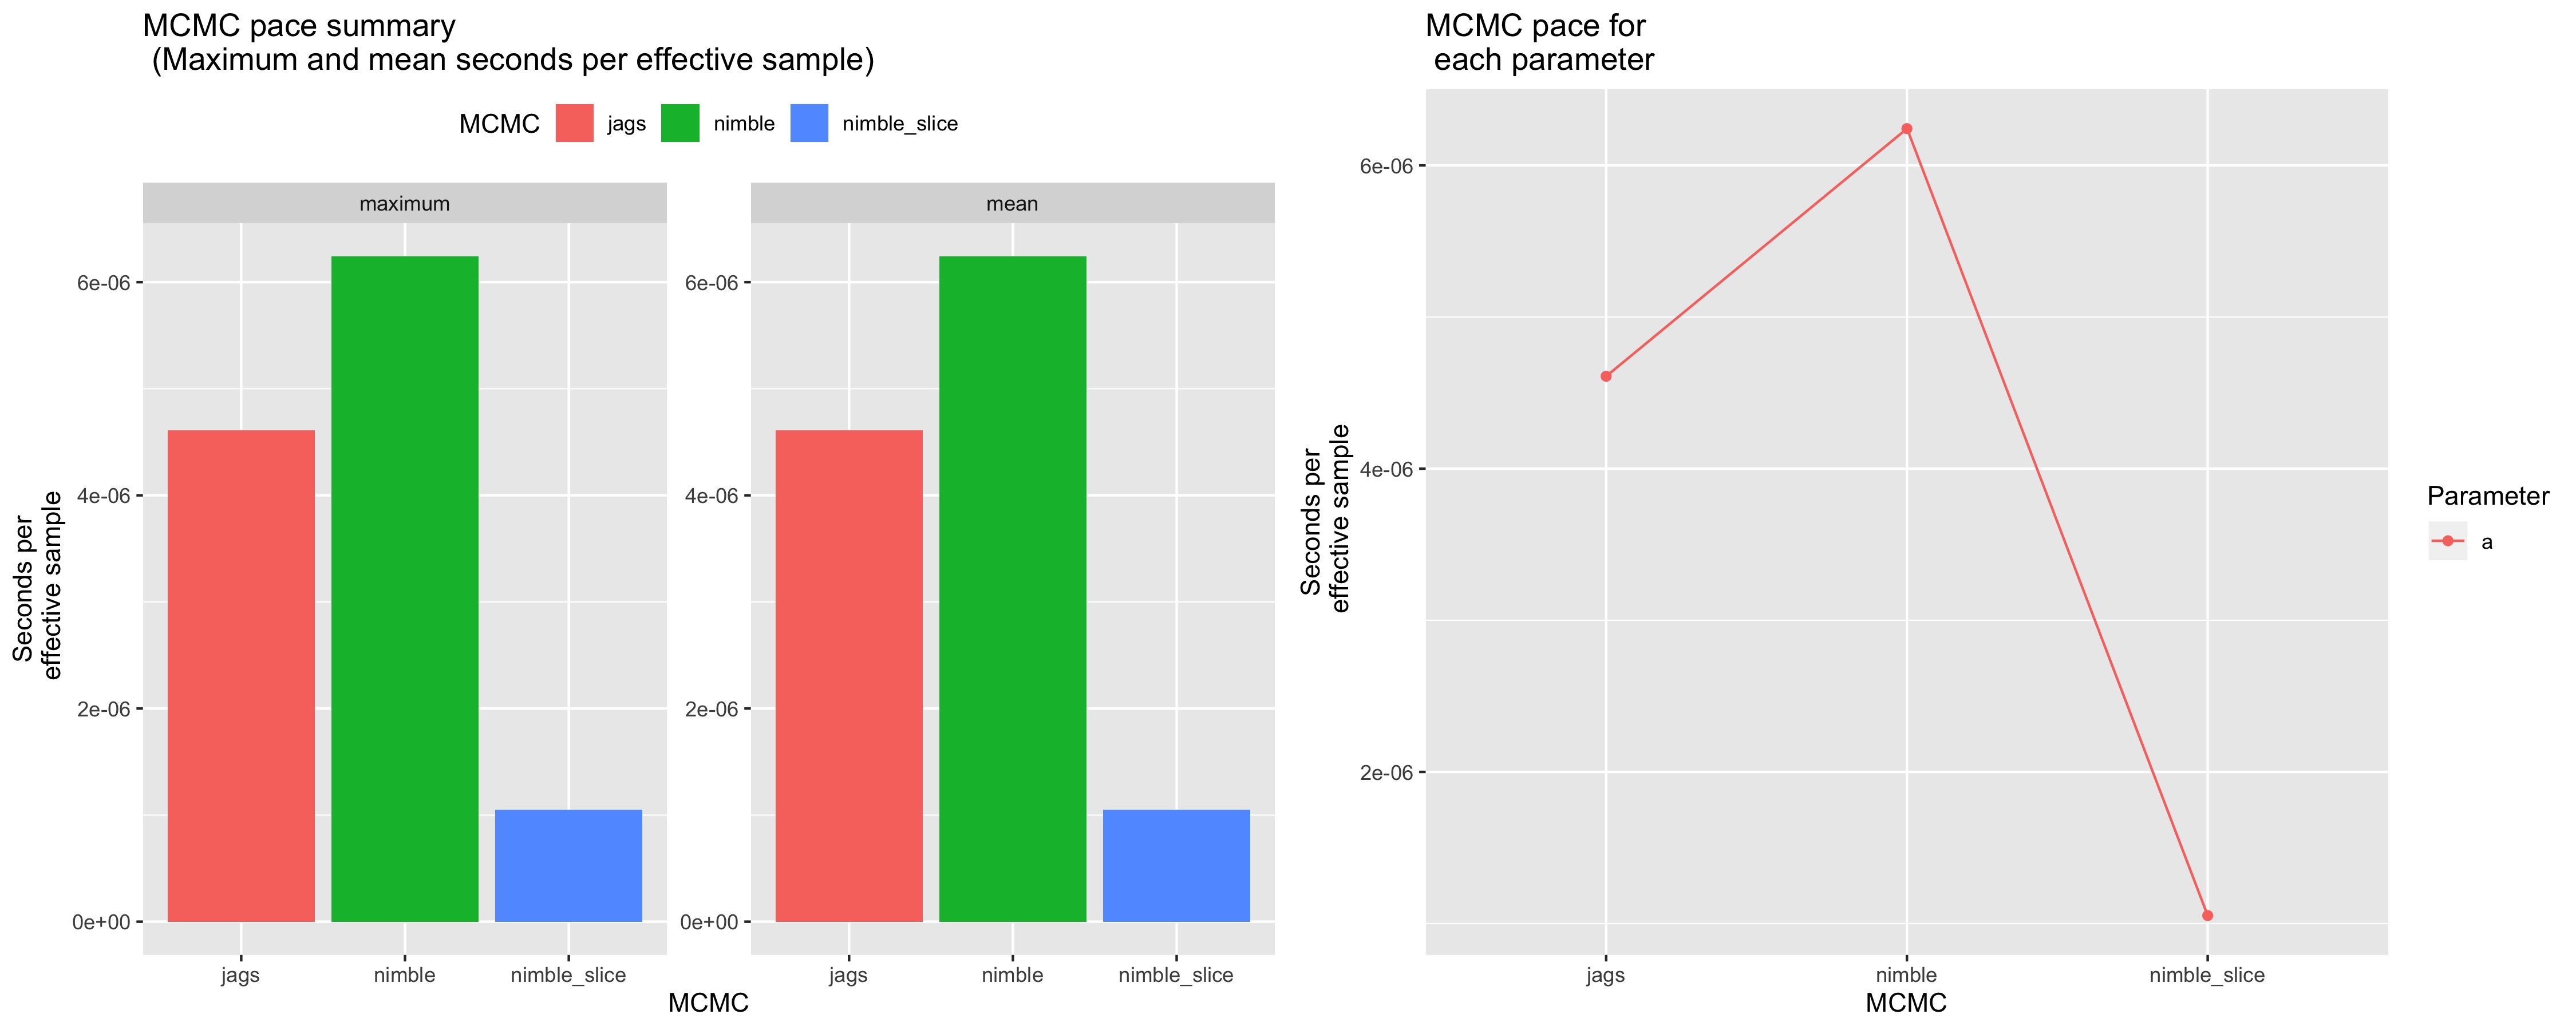 MCMC pace summary
(Maximum and mean seconds per effective sample)
MCMC jags nimble nimble_slice
maximum
mean
6e-06
4e-06
2e-06
0e+00
6e-06
4e-06
2e-06
0e+00
Seconds per
effective sample
jags nimble nimble_slice
jags nimble nimble_slice
MCMC
MCMC pace for
each parameter
6e-06
4e-06
2e-06
Seconds per
effective sample
jags nimble nimble_slice
MCMC
Parameter
a